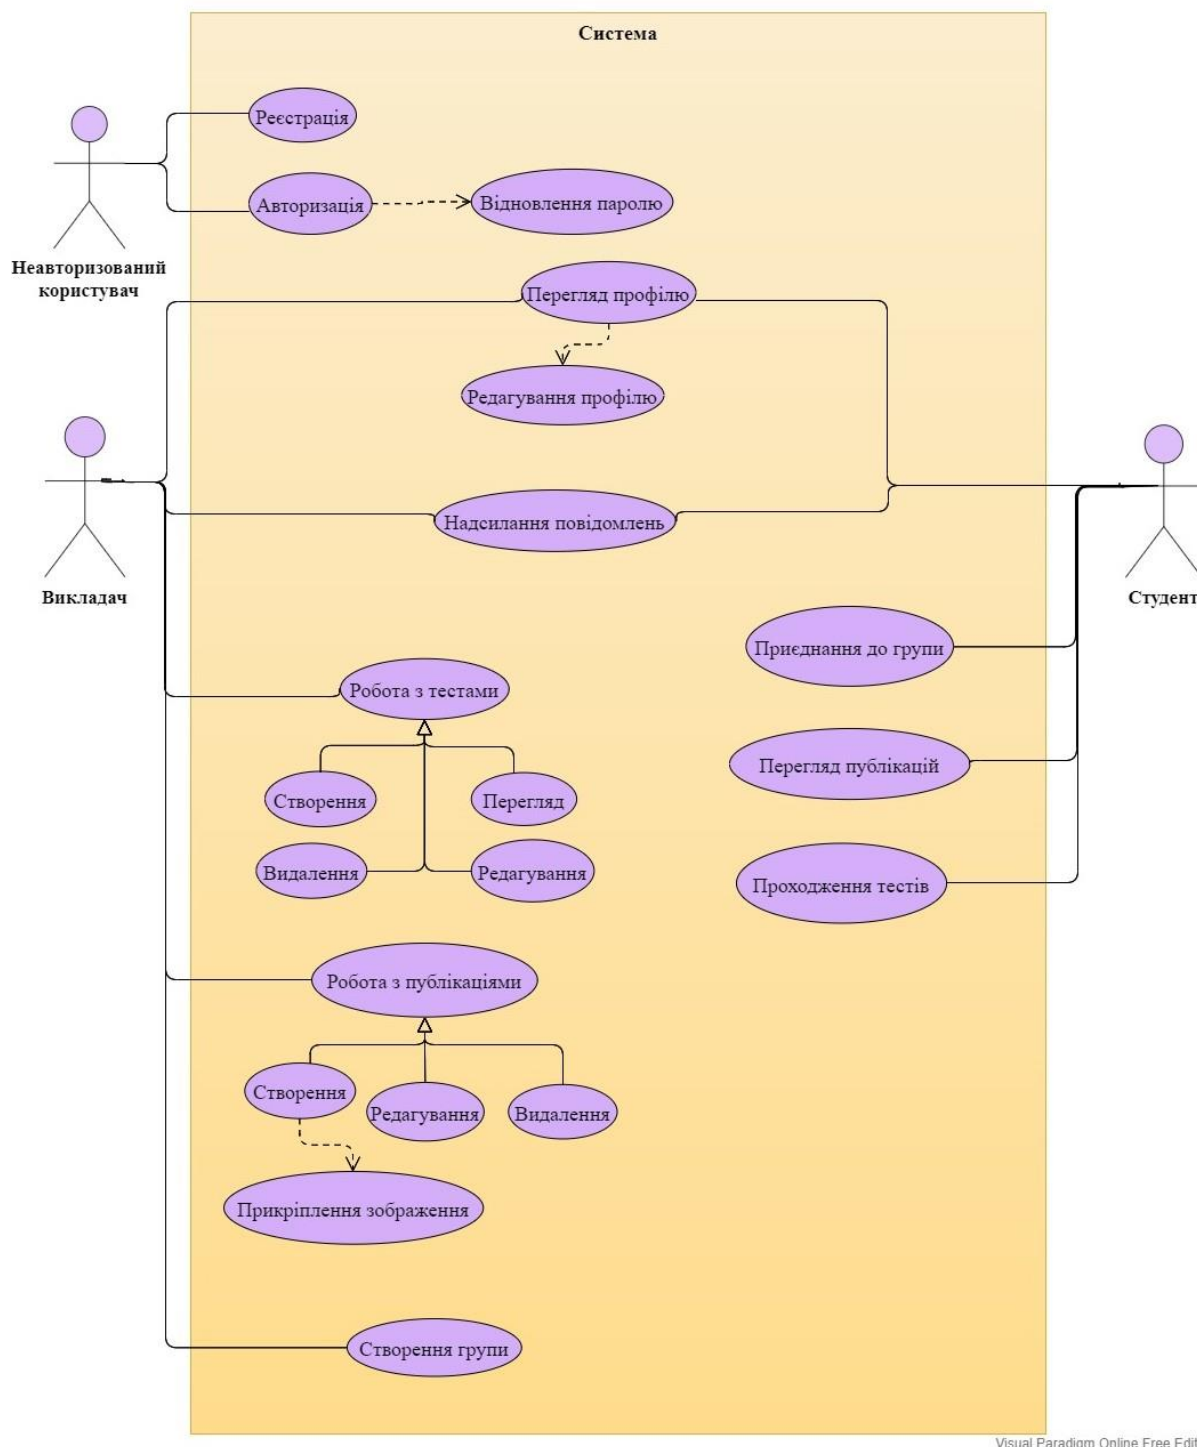 Система
Реєстрація
Авторизація
Відновлення паролю
Неавторизований
користувач
Перегляд профілю
Редагування профілю
Надсилання повідомлень
Викладач
Студент
Приєднання до групи
Робота з тестами
Перегляд публікацій
Створення
Перегляд
Видалення
Редагування
Проходження тестів
Робота з публікаціями
Створення
Редагування
Видалення
Прикріплення зображення
Створення групи
Visual Paradigm Online Free Edit